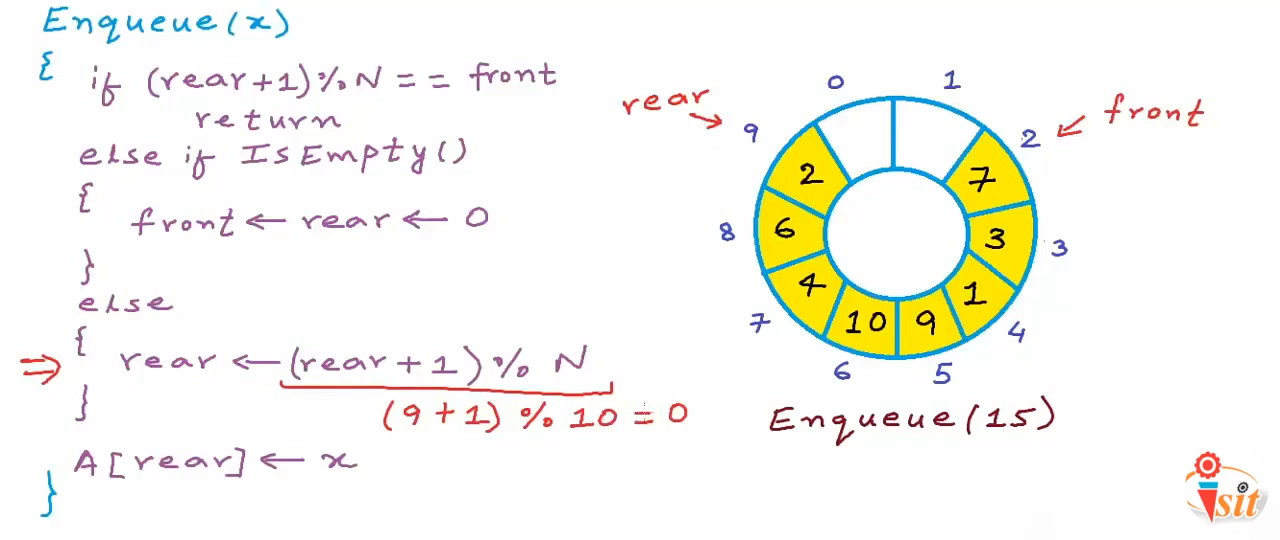 Enqueue(x)
{
if (rear+1)%N == front
return
else if IsEmpty()
{
front ← rear ← 0
}
else
{
⇒ rear ← (rear+1)%N
(9+1) % 10 = 0
}
A[rear] ← x
}
rear
front
0
1
2
3
4
5
6
7
8
9
7
3
1
9
10
4
6
2
Enqueue(15)
isit